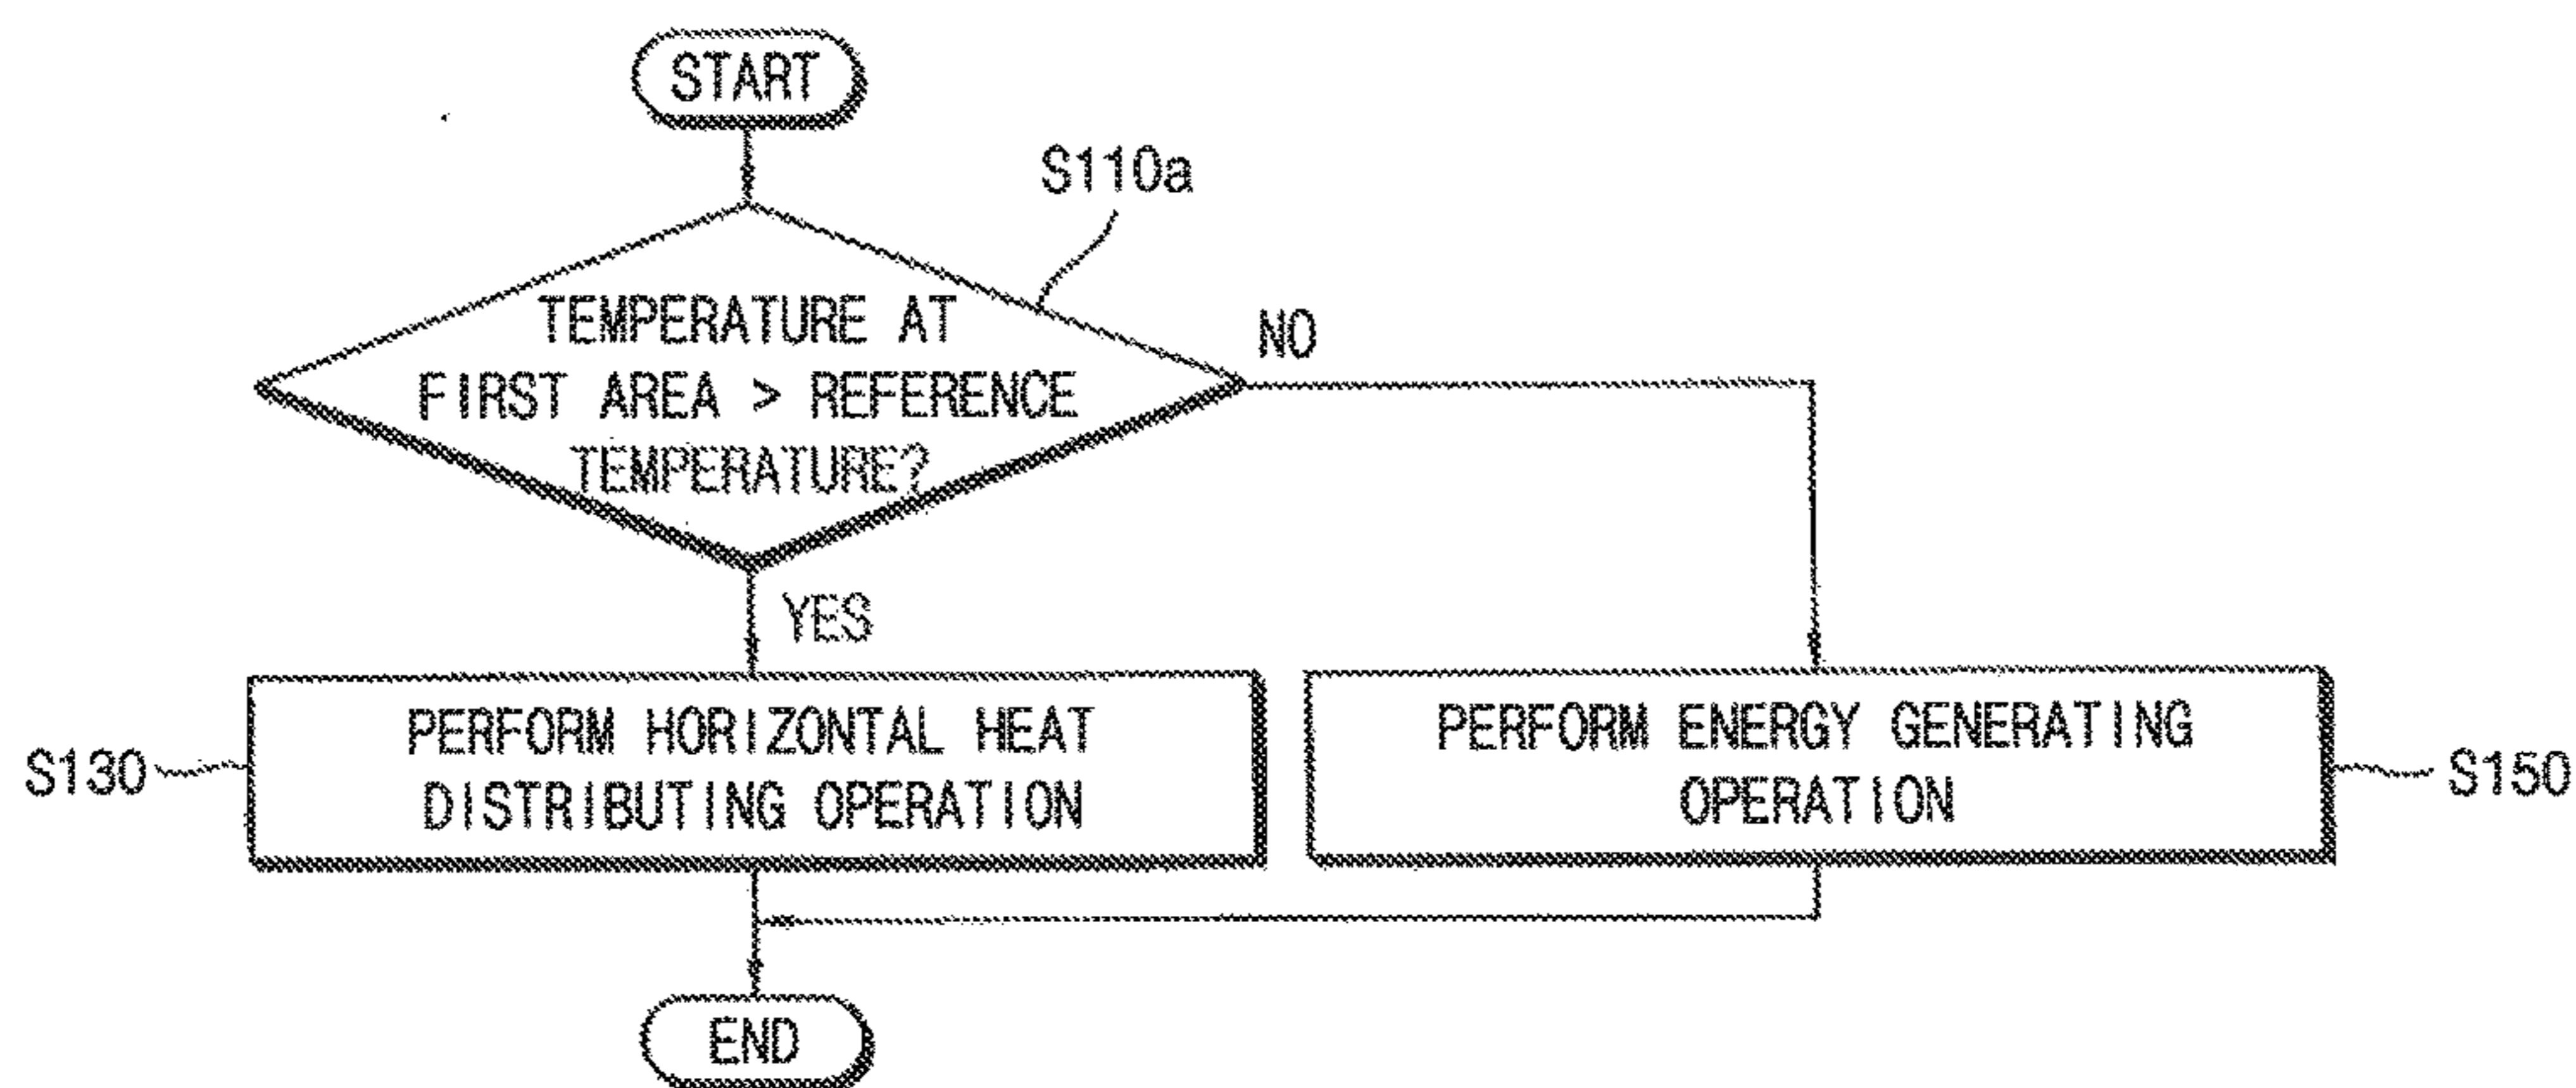 START
S110a
TEMPERATURE AT
FIRST AREA > REFERENCE
TEMPERATURE?
NO
YES
S130
PERFORM HORIZONTAL HEAT
DISTRIBUTING OPERATION
PERFORM ENERGY GENERATING
OPERATION
S150
END